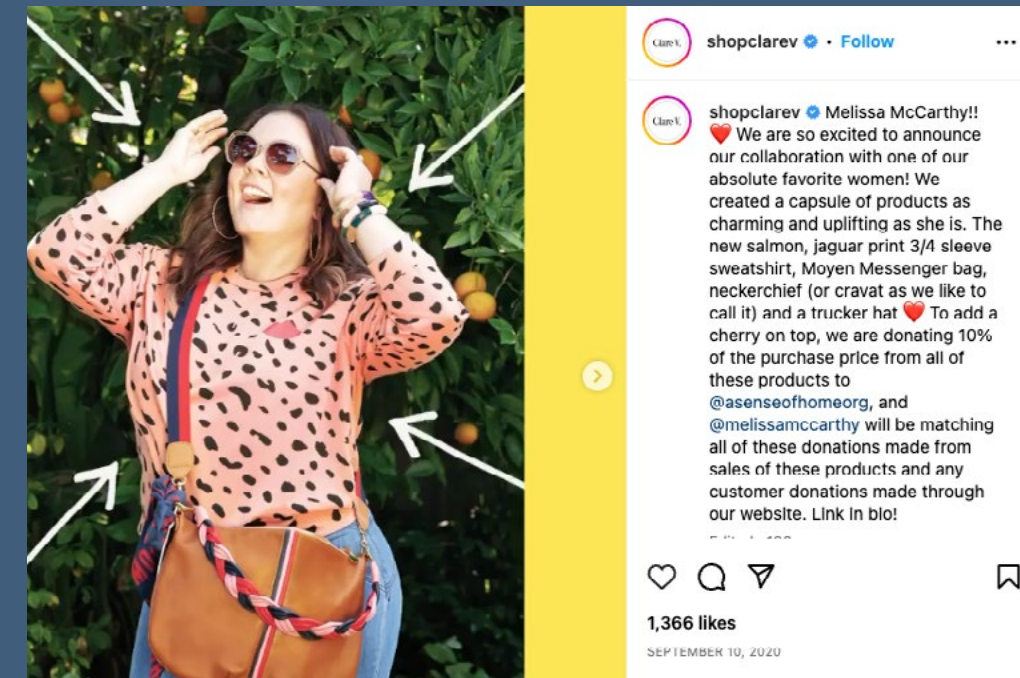 Clare V.
shopclarev • Follow
Clare V.
shopclarev Melissa McCarthy!!
❤️ We are so excited to announce
our collaboration with one of our
absolute favorite women! We
created a capsule of products as
charming and uplifting as she is. The
new salmon, jaguar print 3/4 sleeve
sweatshirt, Moyen Messenger bag,
neckerchief (or cravat as we like to
call it) and a trucker hat ❤️ To add a
cherry on top, we are donating 10%
of the purchase price from all of
these products to
@asenseofhomeorg, and
@melissamccarthy will be matching
all of these donations made from
sales of these products and any
customer donations made through
our website. Link in bio!
1,366 likes
SEPTEMBER 10, 2020